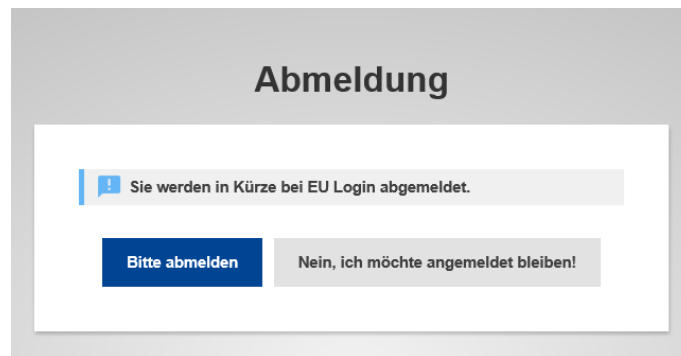 Abmeldung
Sie werden in Kürze bei EU Login abgemeldet.
Bitte abmelden
Nein, ich möchte angemeldet bleiben!